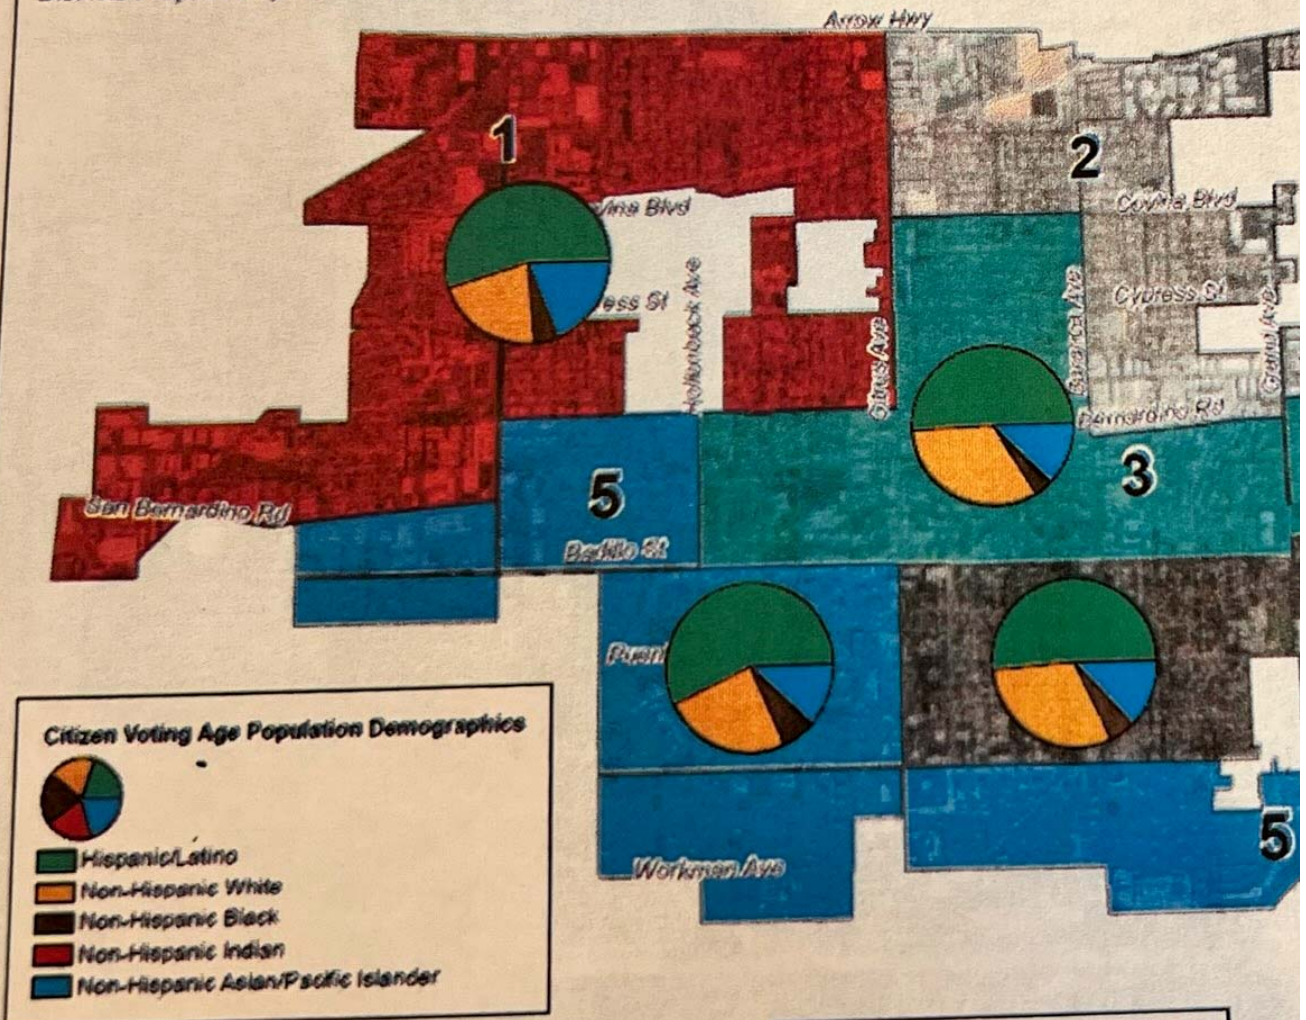 Arrow Hwy
1
2
Blvd
Covina Blvd
ess St
Hollenbeck Ave
Cypress St
Citrus Ave
Barranca Ave
Grand Ave
Bernardino Rd
3
5
San Bernardino Rd
Badillo St
Puent
5
Workman Ave
Citizen Voting Age Population Demographics
Hispanic/Latino
Non-Hispanic White
Non-Hispanic Black
Non-Hispanic Indian
Non-Hispanic Asian/Pacific Islander